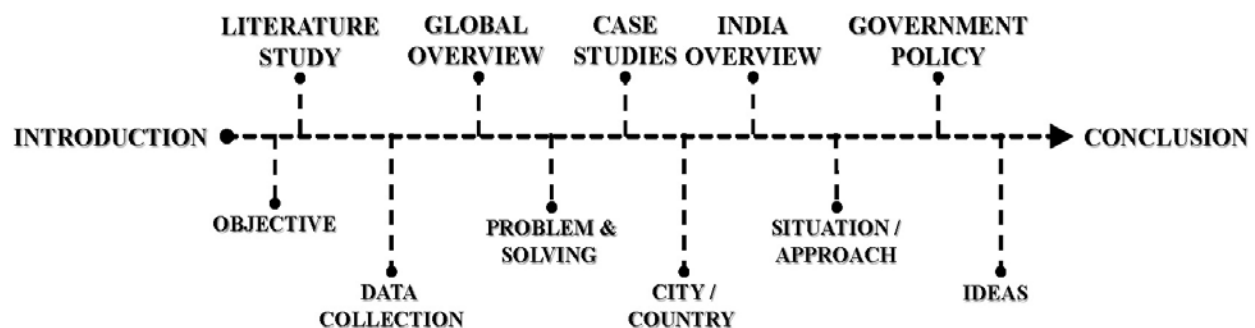 LITERATURE
STUDY
GLOBAL
OVERVIEW
CASE
STUDIES
INDIA
OVERVIEW
GOVERNMENT
POLICY
INTRODUCTION
CONCLUSION
OBJECTIVE
DATA
COLLECTION
PROBLEM &
SOLVING
CITY /
COUNTRY
SITUATION /
APPROACH
IDEAS